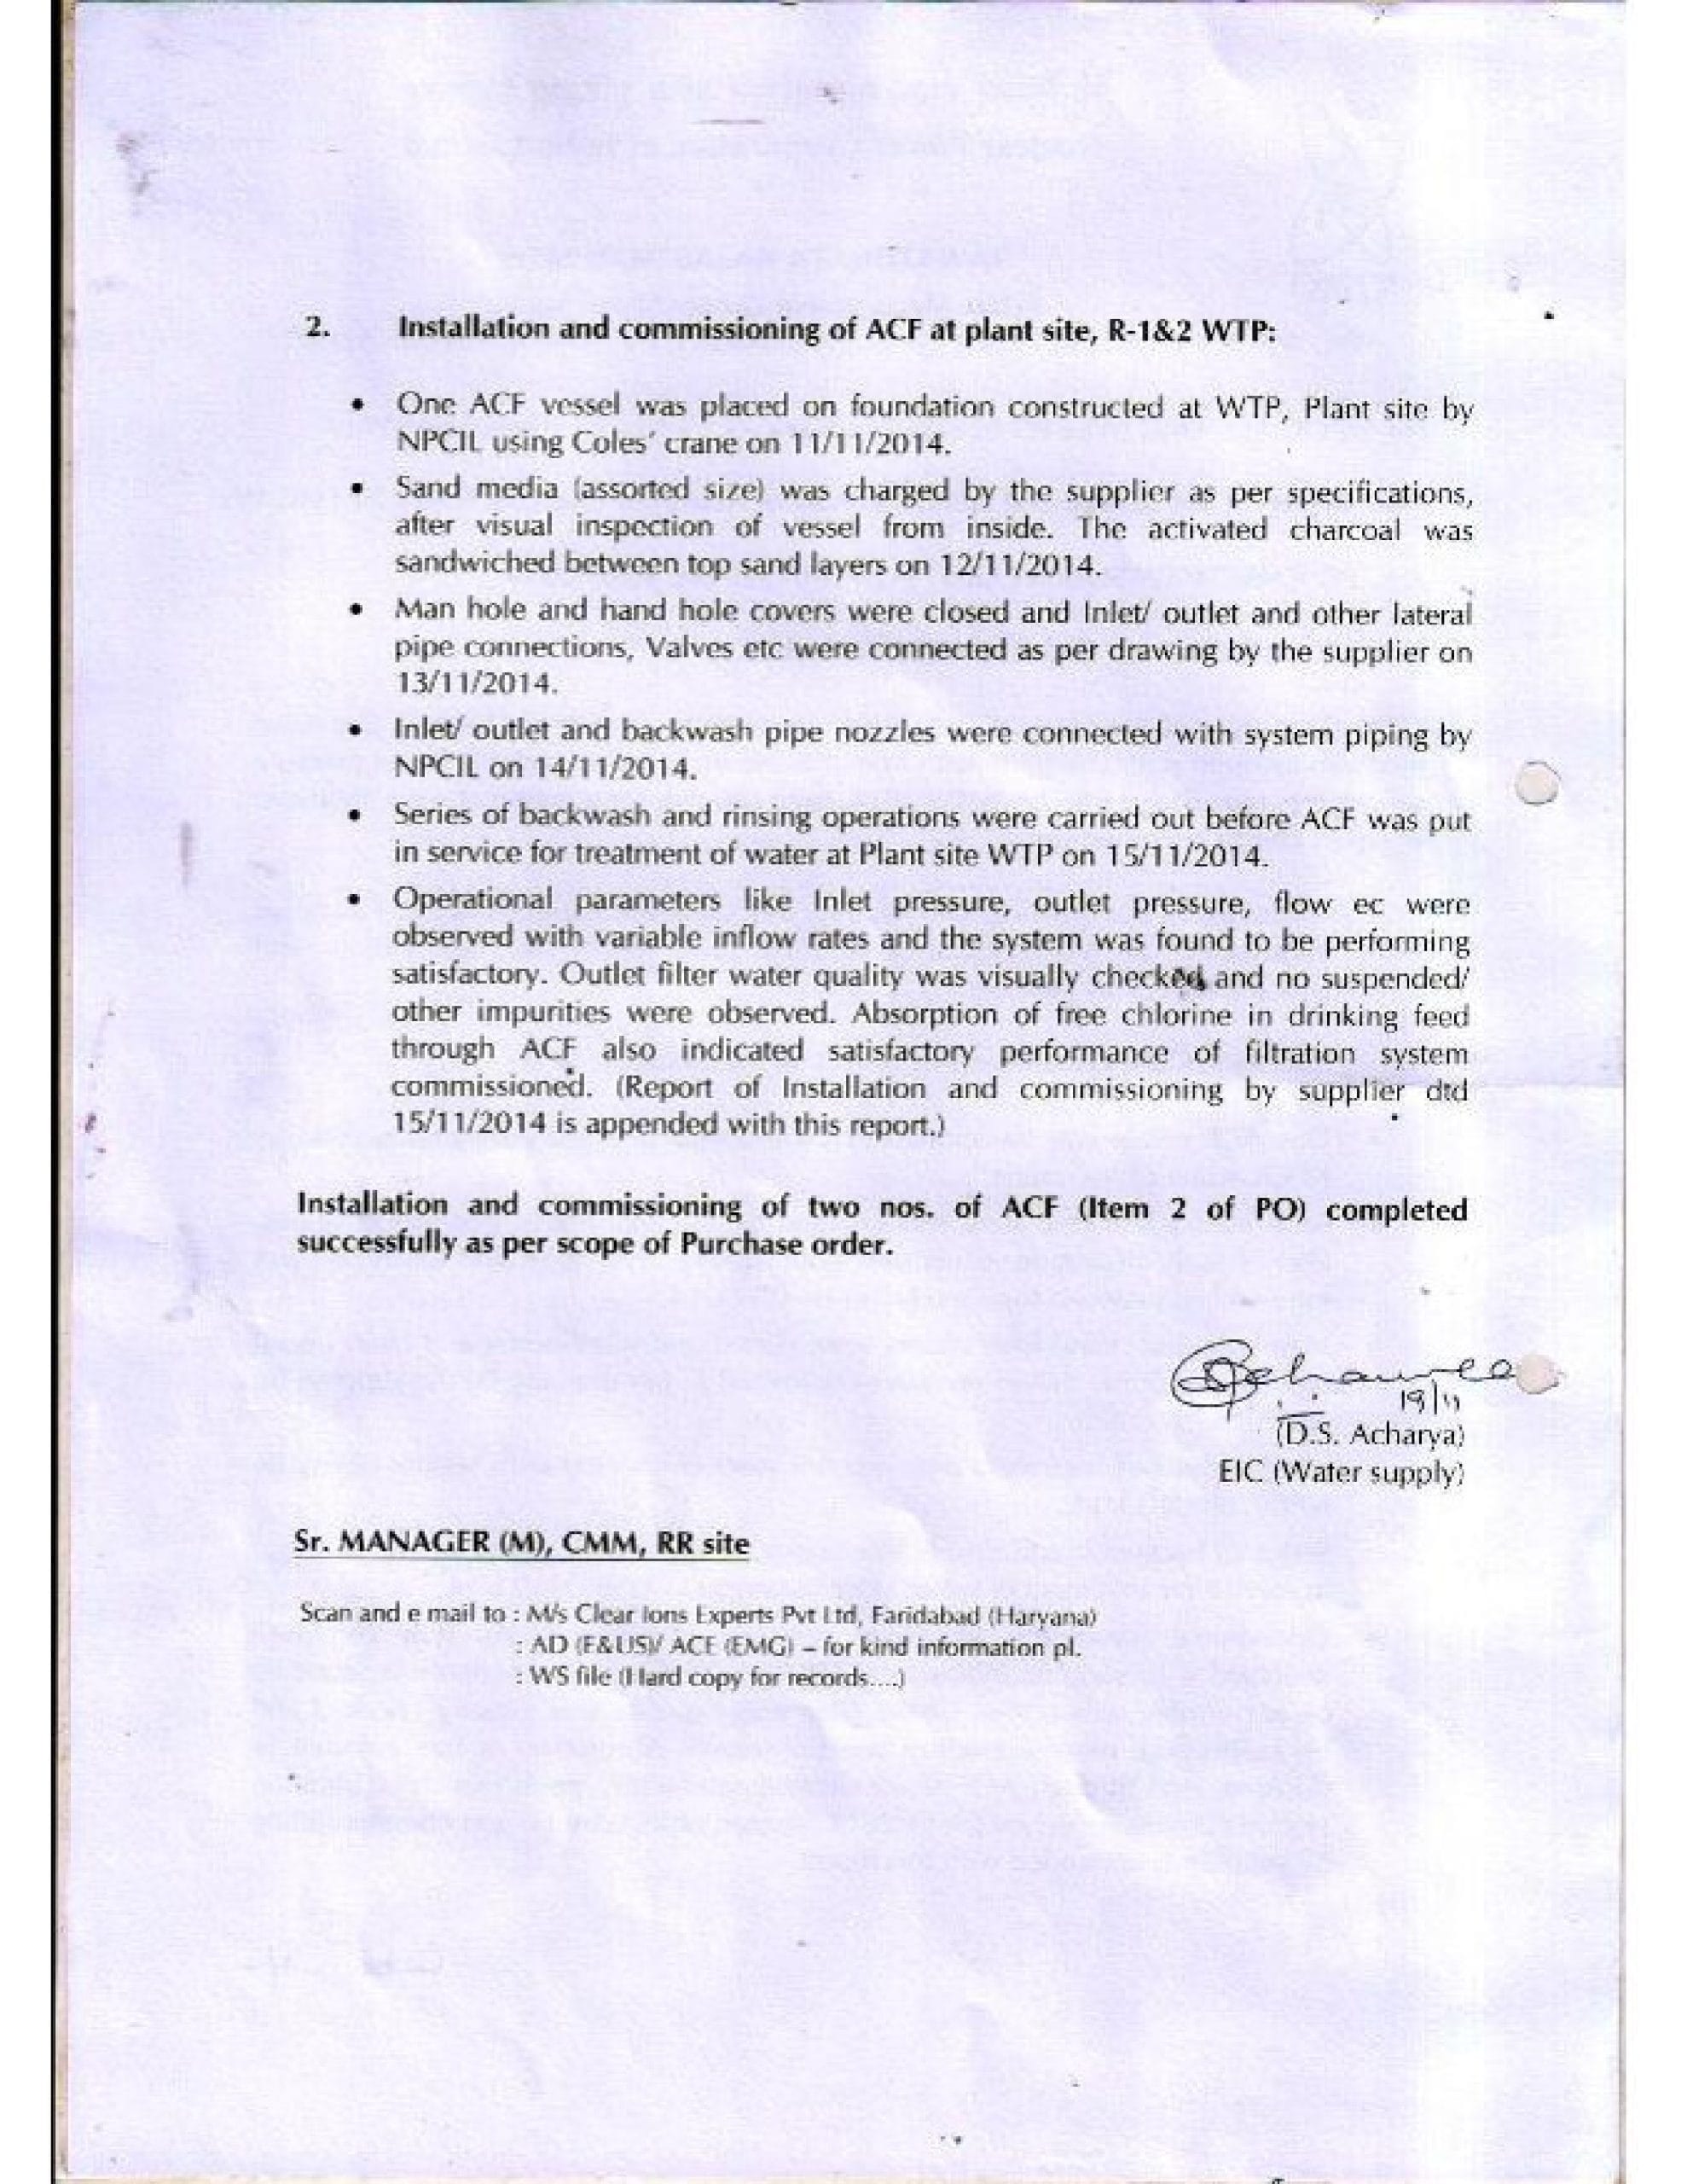 2. Installation and commissioning of ACF at plant site, R-1&2 WTP:
• One ACF vessel was placed on foundation constructed at WTP, Plant site by
NPCIL using Coles' crane on 11/11/2014.
• Sand media (assorted size) was charged by the supplier as per specifications,
after visual inspection of vessel from inside. The activated charcoal was
sandwiched between top sand layers on 12/11/2014.
• Man hole and hand hole covers were closed and Inlet/ outlet and other lateral
pipe connections, Valves etc were connected as per drawing by the supplier on
13/11/2014.
• Inlet/ outlet and backwash pipe nozzles were connected with system piping by
NPCIL on 14/11/2014.
• Series of backwash and rinsing operations were carried out before ACF was put
in service for treatment of water at Plant site WTP on 15/11/2014.
• Operational parameters like Inlet pressure, outlet pressure, flow ec were
observed with variable inflow rates and the system was found to be performing
satisfactory. Outlet filter water quality was visually checked and no suspended/
other impurities were observed. Absorption of free chlorine in drinking feed
through ACF also indicated satisfactory performance of filtration system
commissioned. (Report of Installation and commissioning by supplier dtd
15/11/2014 is appended with this report.)
Installation and commissioning of two nos. of ACF (Item 2 of PO) completed
successfully as per scope of Purchase order.
19/11
(D.S. Acharya)
EIC (Water supply)
Sr. MANAGER (M), CMM, RR site
Scan and e mail to : M/s Clear Ions Experts Pvt Ltd, Faridabad (Haryana)
: AD (E&US)/ ACE (EMG) – for kind information pl.
: WS file (Hard copy for records....)